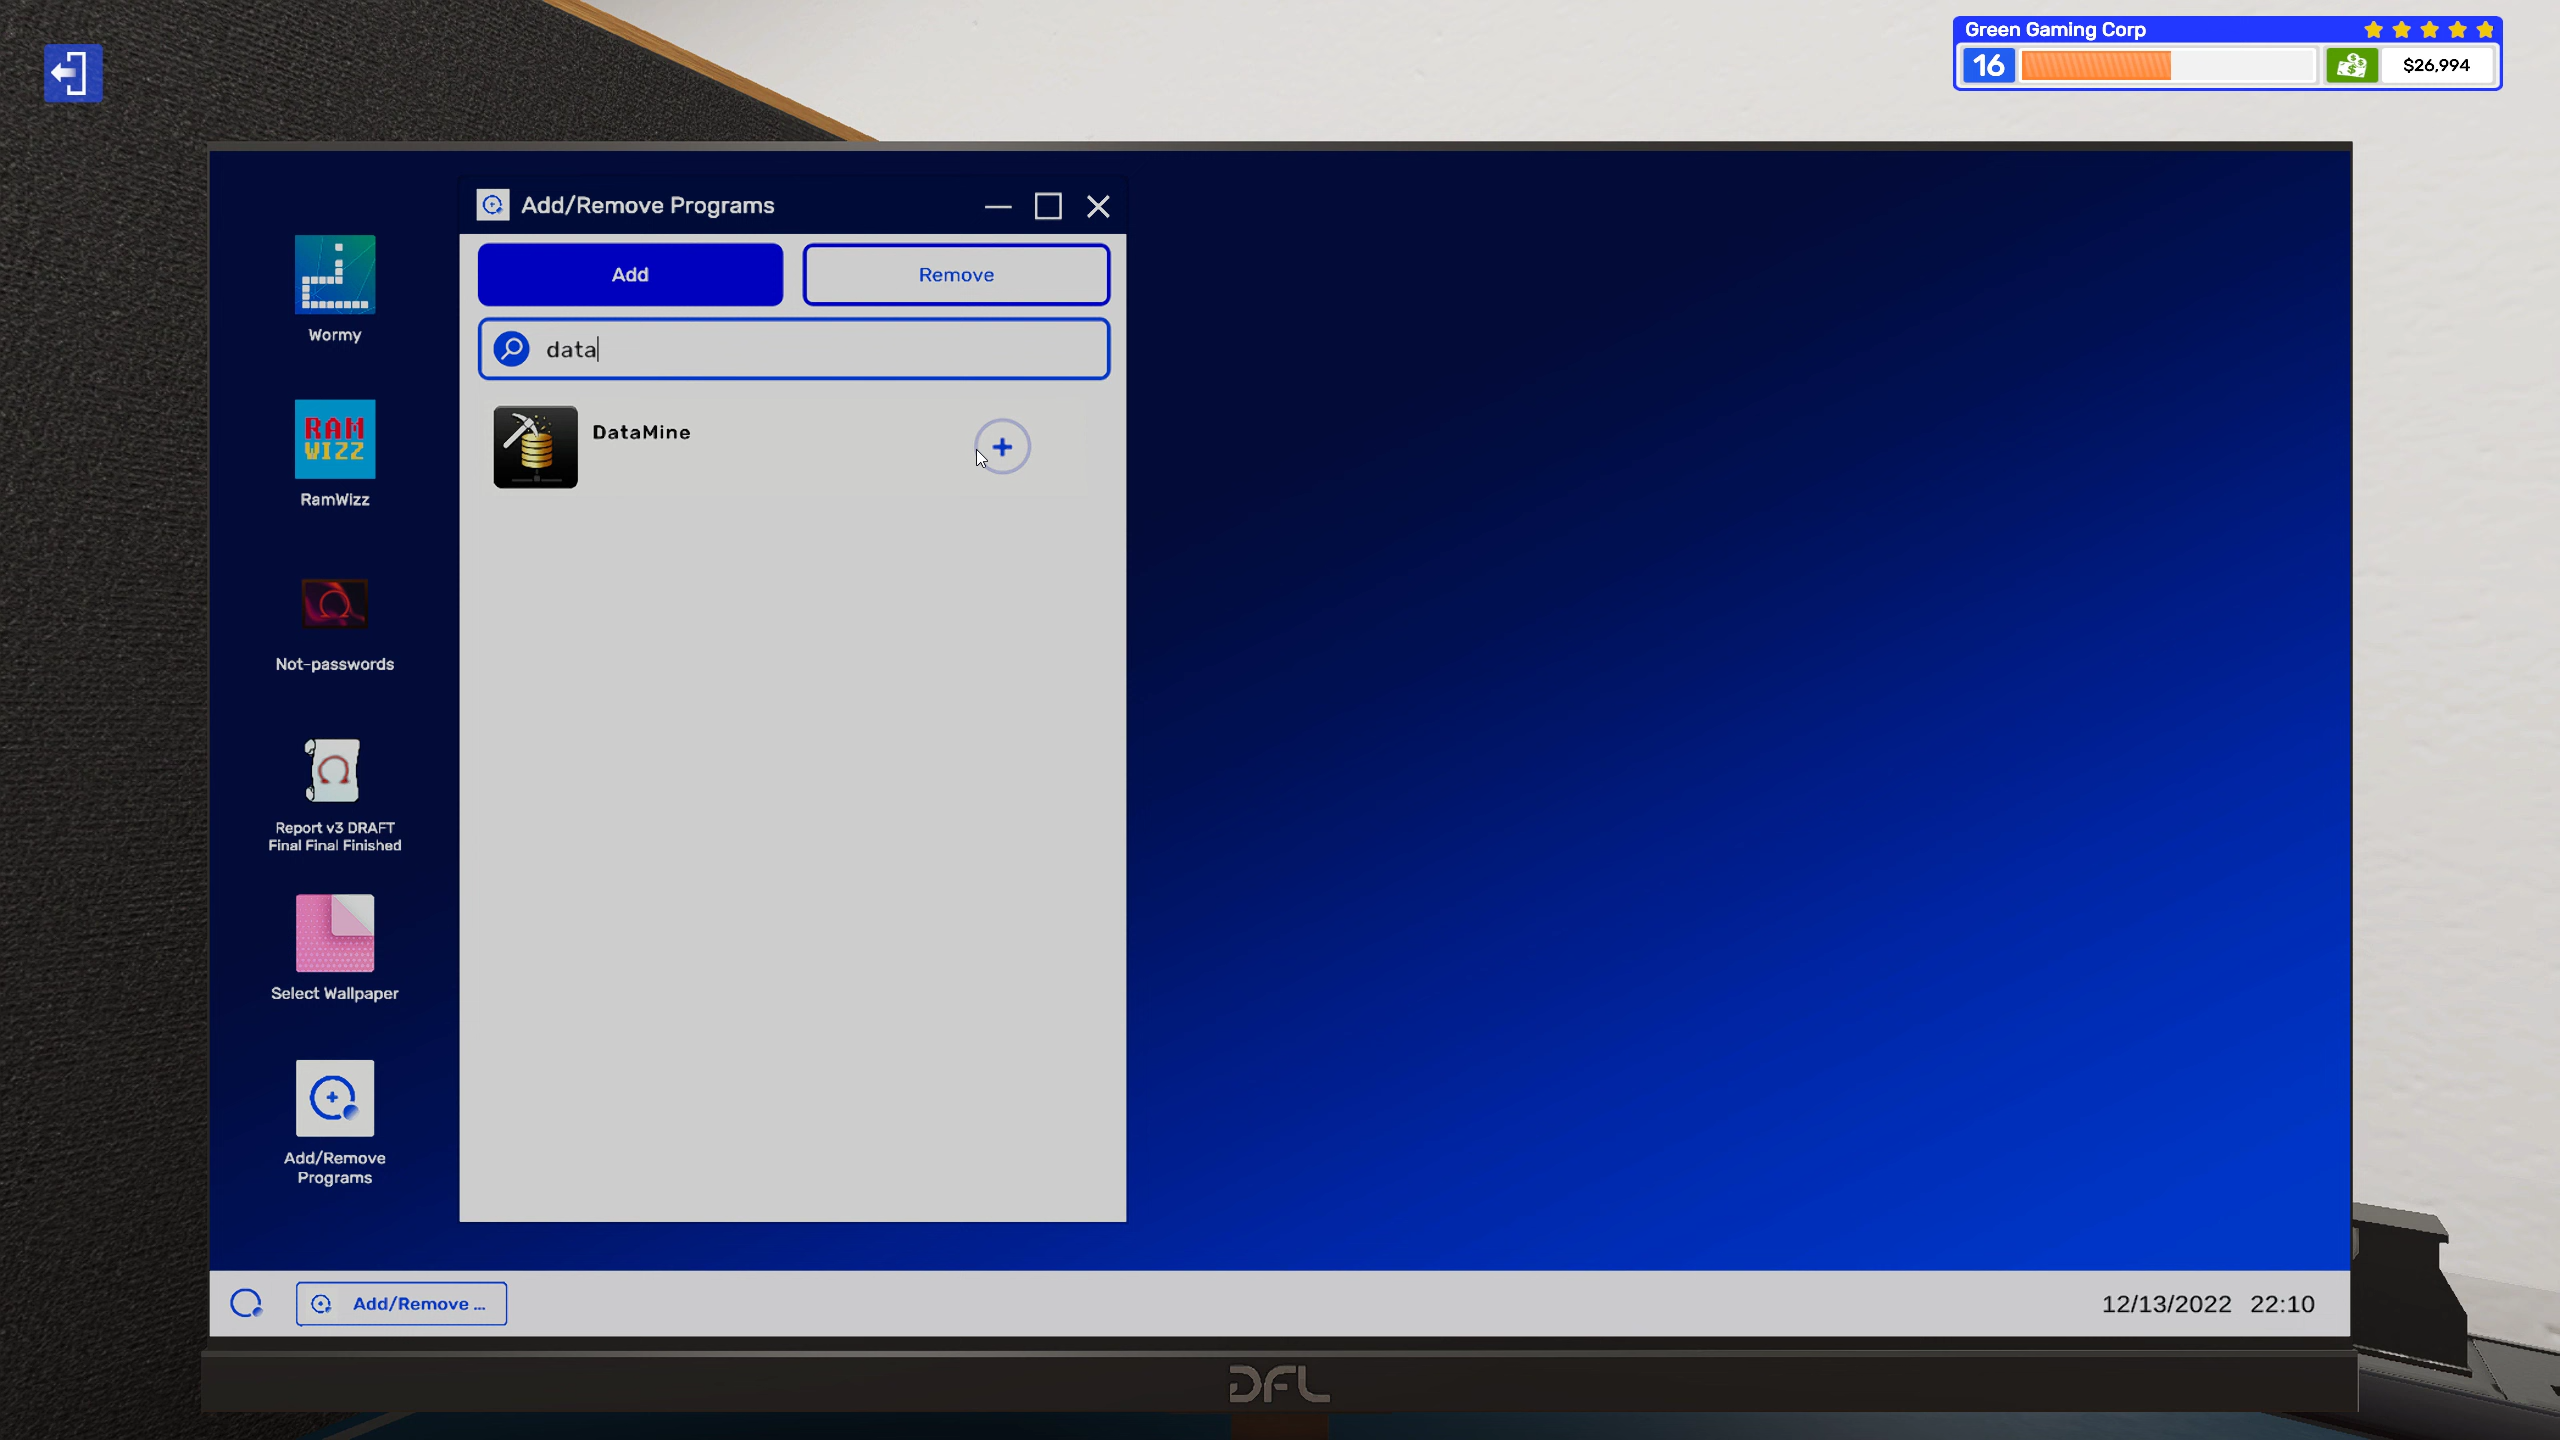 Green Gaming Corp
16
$26,994
Add/Remove Programs
Add
Remove
data
DataMine
Wormy
RAM
WIZZ
RamWizz
Not-passwords
Report v3 DRAFT
Final Final Finished
Select Wallpaper
Add/Remove
Programs
Add/Remove ...
12/13/2022 22:10
DFL